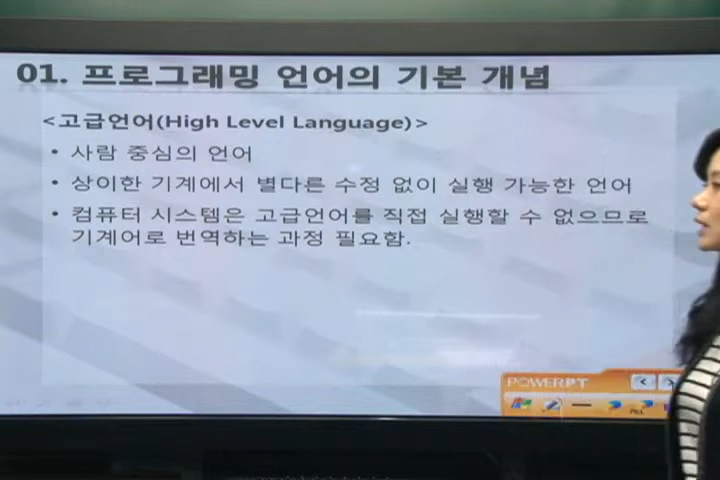 01. 프로그래밍 언어의 기본 개념
<고급언어(High Level Language)>
• 사람 중심의 언어
• 상이한 기계에서 별다른 수정 없이 실행 가능한 언어
• 컴퓨터 시스템은 고급언어를 직접 실행할 수 없으므로
기계어로 번역하는 과정 필요함.
POWERPT